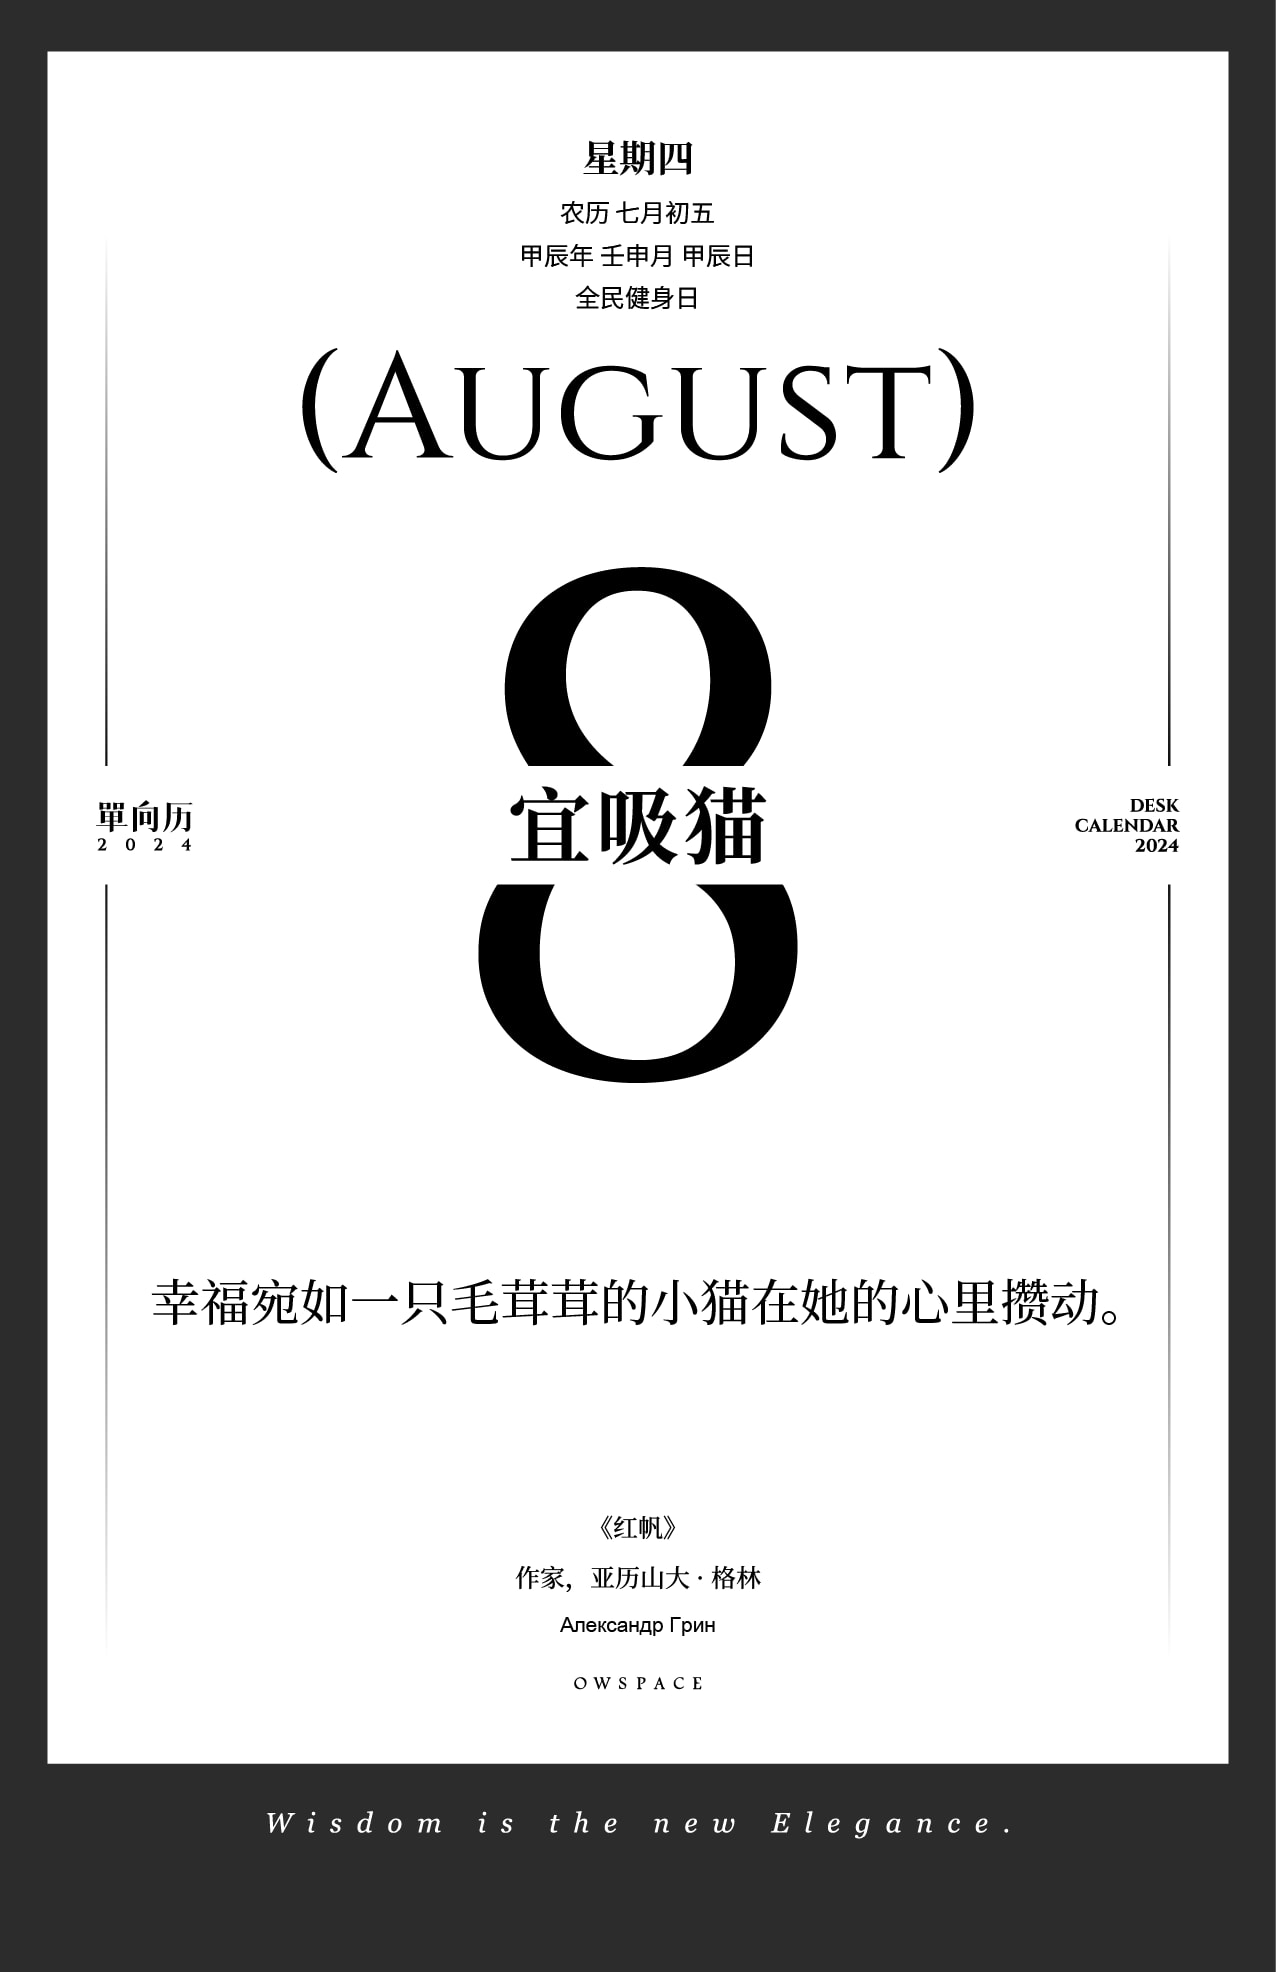 星期四
农历 七月初五
甲辰年 壬申月 甲辰日
全民健身日
(AUGUST)
8
單向历
2024
宜吸猫
DESK
CALENDAR
2024
幸福宛如一只毛茸茸的小猫在她的心里攒动。
《红帆》
作家，亚历山大·格林
Александр Грин
OWSPACE
Wisdom is the new Elegance.